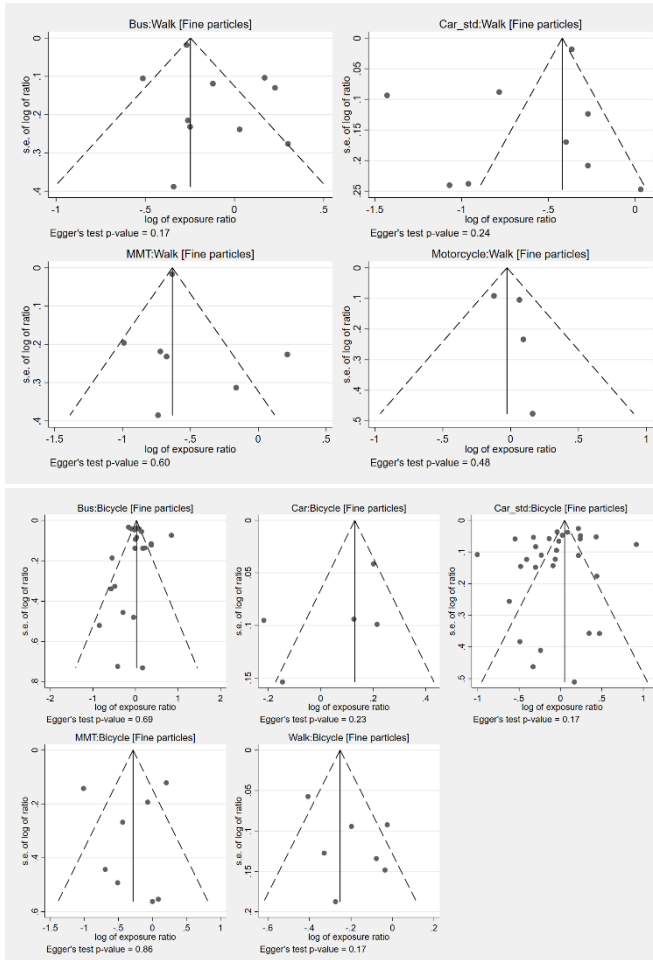 Bus:Walk [Fine particles]
s.e. of log of ratio
0
.1
.2
.3
.4
-1
-.5
0
.5
log of exposure ratio
Egger's test p-value = 0.17
Car_std:Walk [Fine particles]
s.e. of log of ratio
0
.05
.1
.15
.2
.25
-1.5
-1
-.5
0
log of exposure ratio
Egger's test p-value = 0.24
MMT:Walk [Fine particles]
s.e. of log of ratio
0
.1
.2
.3
.4
-1.5
-1
-.5
0
.5
log of exposure ratio
Egger's test p-value = 0.60
Motorcycle:Walk [Fine particles]
s.e. of log of ratio
0
.1
.2
.3
.4
.5
-1
-.5
0
.5
1
log of exposure ratio
Egger's test p-value = 0.48
Bus:Bicycle [Fine particles]
s.e. of log of ratio
0
.2
.4
.6
.8
-2
-1
0
1
2
log of exposure ratio
Egger's test p-value = 0.69
Car:Bicycle [Fine particles]
s.e. of log of ratio
0
.05
.1
.15
-.2
0
.2
.4
log of exposure ratio
Egger's test p-value = 0.23
Car_std:Bicycle [Fine particles]
s.e. of log of ratio
0
.1
.2
.3
.4
.5
-1
-.5
0
.5
1
log of exposure ratio
Egger's test p-value = 0.17
MMT:Bicycle [Fine particles]
s.e. of log of ratio
0
.2
.4
.6
-1.5
-1
-.5
0
.5
1
log of exposure ratio
Egger's test p-value = 0.86
Walk:Bicycle [Fine particles]
s.e. of log of ratio
0
.05
.1
.15
.2
-.6
-.4
-.2
0
.2
log of exposure ratio
Egger's test p-value = 0.17